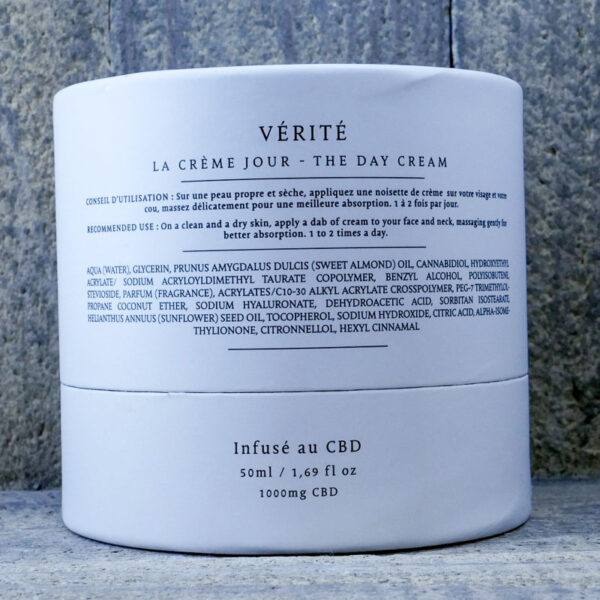 VÉRITÉ
LA CRÈME JOUR - THE DAY CREAM
CONSEIL D'UTILISATION : Sur une peau propre et sèche, appliquez une noisette de crème sur votre visage et votre
cou, massez délicatement pour une meilleure absorption. 1 à 2 fois par jour.
RECOMMENDED USE : On a clean and a dry skin, apply a dab of cream to your face and neck, massaging gently for
better absorption. 1 to 2 times a day.
AQUA (WATER), GLYCERIN, PRUNUS AMYGDALUS DULCIS (SWEET ALMOND) OIL, CANNABIDIOL, HYDROXYETHYL
ACRYLATE/ SODIUM ACRYLOYLDIMETHYL TAURATE COPOLYMER, BENZYL ALCOHOL, POLYISOBUTENE,
STEVIOSIDE, PARFUM (FRAGRANCE), ACRYLATES/C10-30 ALKYL ACRYLATE CROSSPOLYMER, PEG-7 TRIMETHYLOL-
PROPANE COCONUT ETHER, SODIUM HYALURONATE, DEHYDROACETIC ACID, SORBITAN ISOSTEARATE,
HELIANTHUS ANNUUS (SUNFLOWER) SEED OIL, TOCOPHEROL, SODIUM HYDROXIDE, CITRIC ACID, ALPHA-ISOME-
THYLIONONE, CITRONNELLOL, HEXYL CINNAMAL
Infusé au CBD
50ml / 1,69 fl oz
1000mg CBD